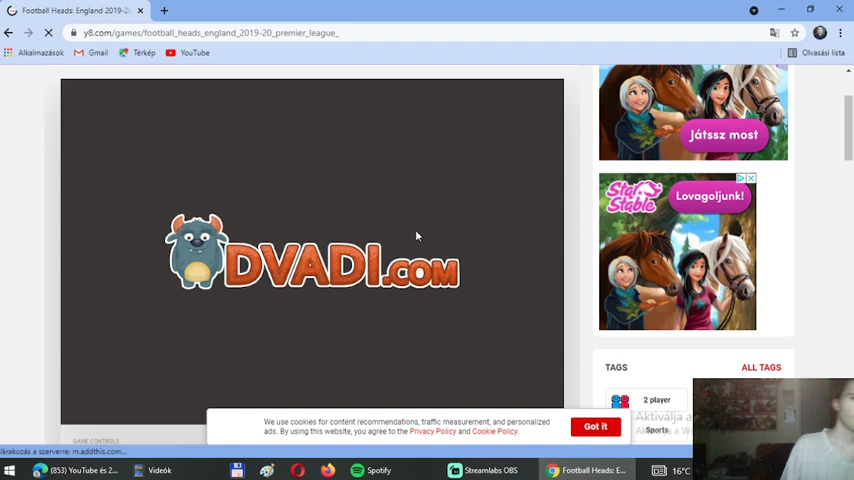 Football Heads: England 2019-20
y8.com/games/football_heads_england_2019-20_premier_league_
Alkalmazások Gmail Térkép YouTube Olvasási lista
Játssz most
Star Stable
Lovagoljunk!
DVADI.COM
TAGS ALL TAGS
2 player
Sports
We use cookies for content recommendations, traffic measurement, and personalized
ads. By using this website, you agree to the Privacy Policy and Cookie Policy.
Got it
GAME CONTROLS
Várakozás a szerverre: m.addthis.com...
(853) YouTube és 2... Videók Spotify Streamlabs OBS Football Heads: E... 16°C